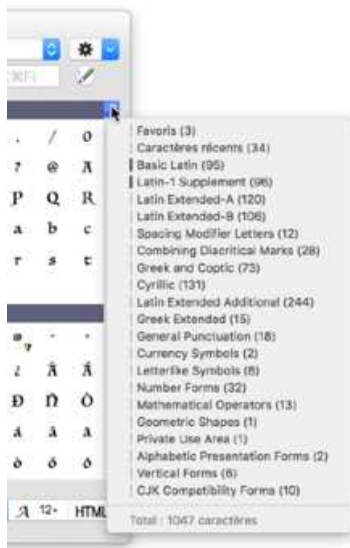 ⌘F)
. / 0
? @ A
P Q R
a b c
r s t
Ð Ñ Ò
A 12+ HTML
Favoris (3)
Caractères récents (34)
Basic Latin (95)
Latin-1 Supplement (96)
Latin Extended-A (120)
Latin Extended-B (106)
Spacing Modifier Letters (12)
Combining Diacritical Marks (28)
Greek and Coptic (73)
Cyrillic (131)
Latin Extended Additional (244)
Greek Extended (15)
General Punctuation (18)
Currency Symbols (2)
Letterlike Symbols (8)
Number Forms (32)
Mathematical Operators (13)
Geometric Shapes (1)
Private Use Area (1)
Alphabetic Presentation Forms (2)
Vertical Forms (6)
CJK Compatibility Forms (10)
Total : 1047 caractères